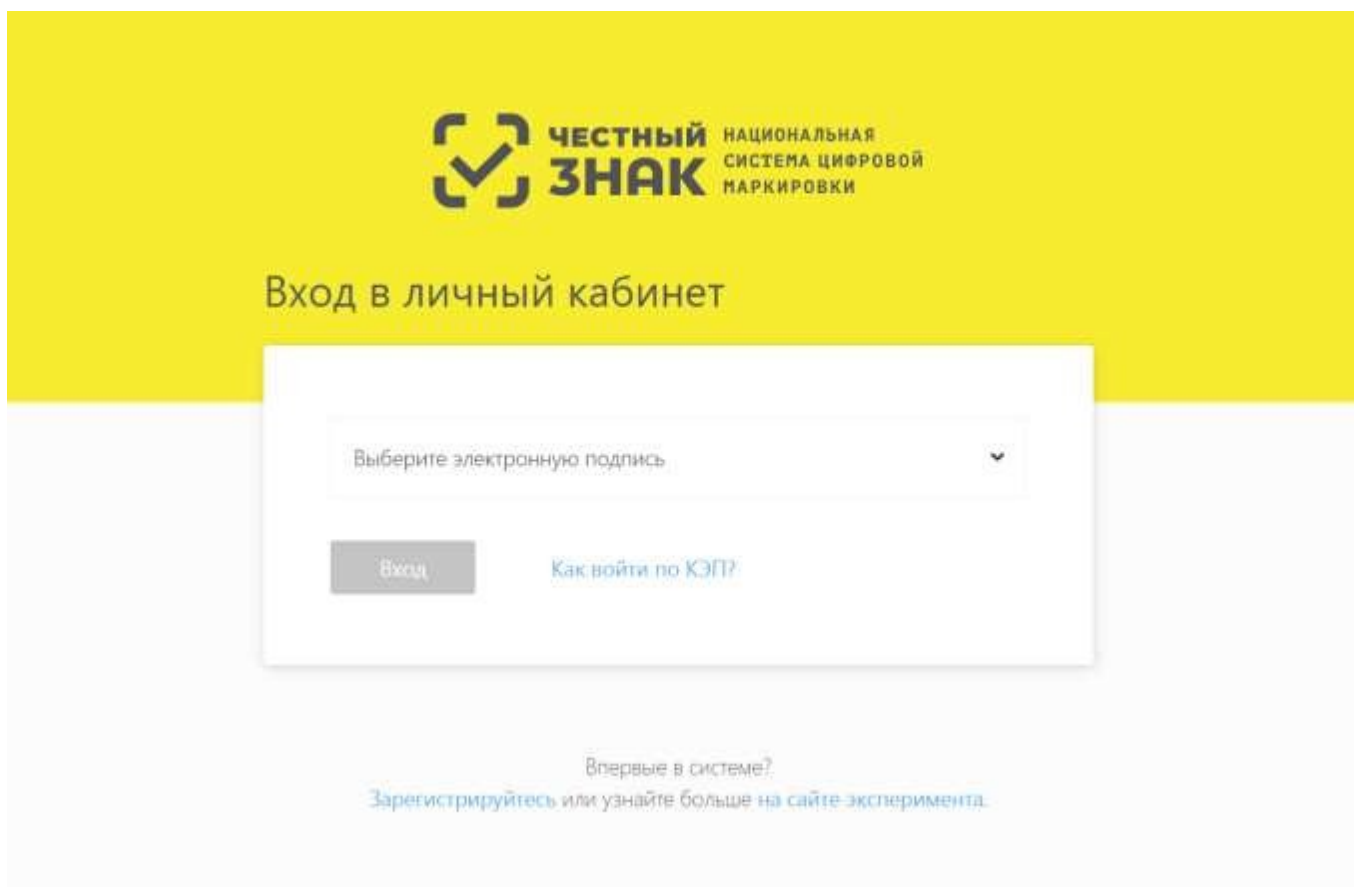 ЧЕСТНЫЙ
ЗНАК
НАЦИОНАЛЬНАЯ
СИСТЕМА ЦИФРОВОЙ
МАРКИРОВКИ
Вход в личный кабинет
Выберите электронную подпись
Вход
Как войти по КЭП?
Впервые в системе?
Зарегистрируйтесь или узнайте больше на сайте эксперимента.